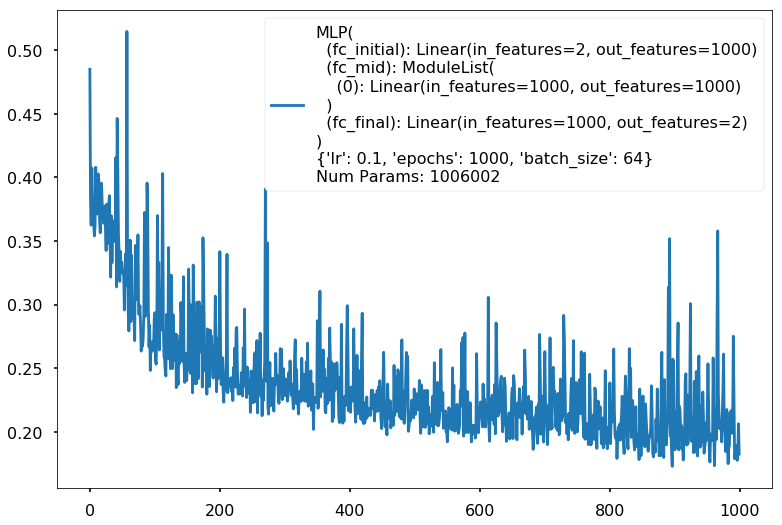 MLP(
(fc_initial): Linear(in_features=2, out_features=1000)
(fc_mid): ModuleList(
(0): Linear(in_features=1000, out_features=1000)
)
(fc_final): Linear(in_features=1000, out_features=2)
)
{'lr': 0.1, 'epochs': 1000, 'batch_size': 64}
Num Params: 1006002
0.50
0.45
0.40
0.35
0.30
0.25
0.20
0 200 400 600 800 1000